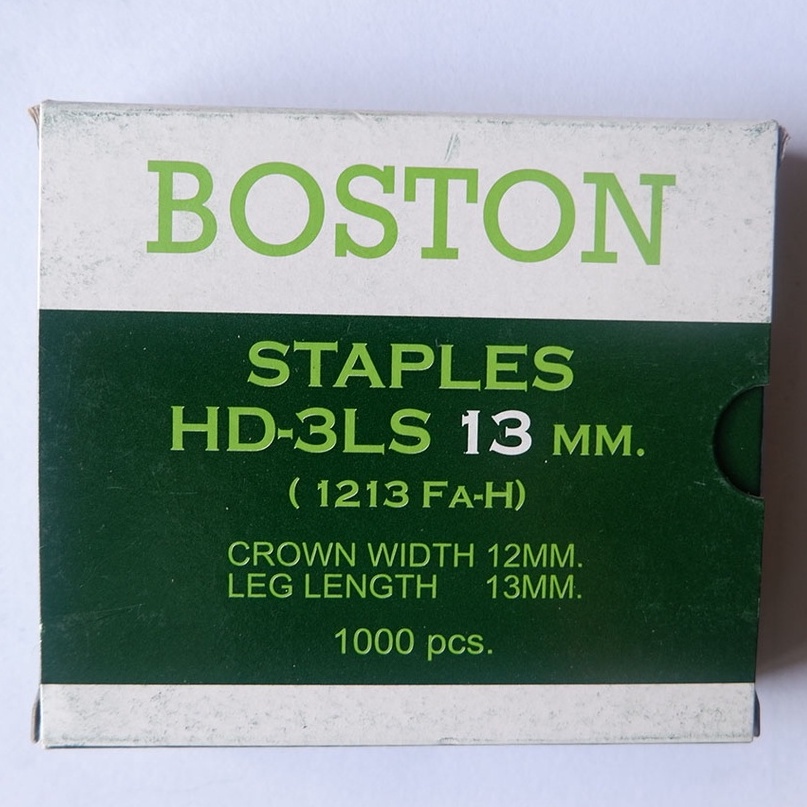 BOSTON
STAPLES
HD-3LS 13 MM.
( 1213 FA-H)
CROWN WIDTH 12MM.
LEG LENGTH 13MM.
1000 pcs.